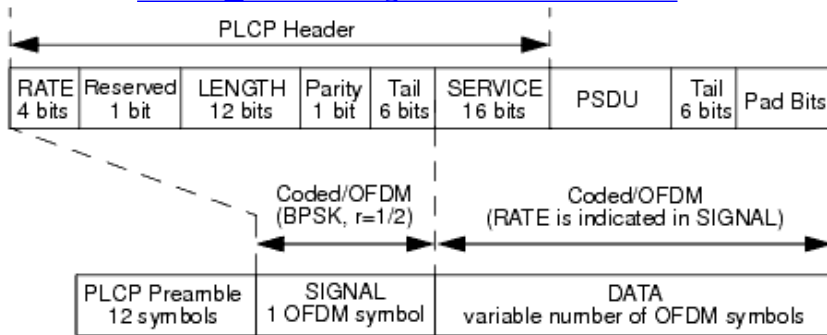 PLCP Header
RATE
4 bits
Reserved
1 bit
LENGTH
12 bits
Parity
1 bit
Tail
6 bits
SERVICE
16 bits
PSDU
Tail
6 bits
Pad Bits
Coded/OFDM
(BPSK, r=1/2)
Coded/OFDM
(RATE is indicated in SIGNAL)
PLCP Preamble
12 symbols
SIGNAL
1 OFDM symbol
DATA
variable number of OFDM symbols